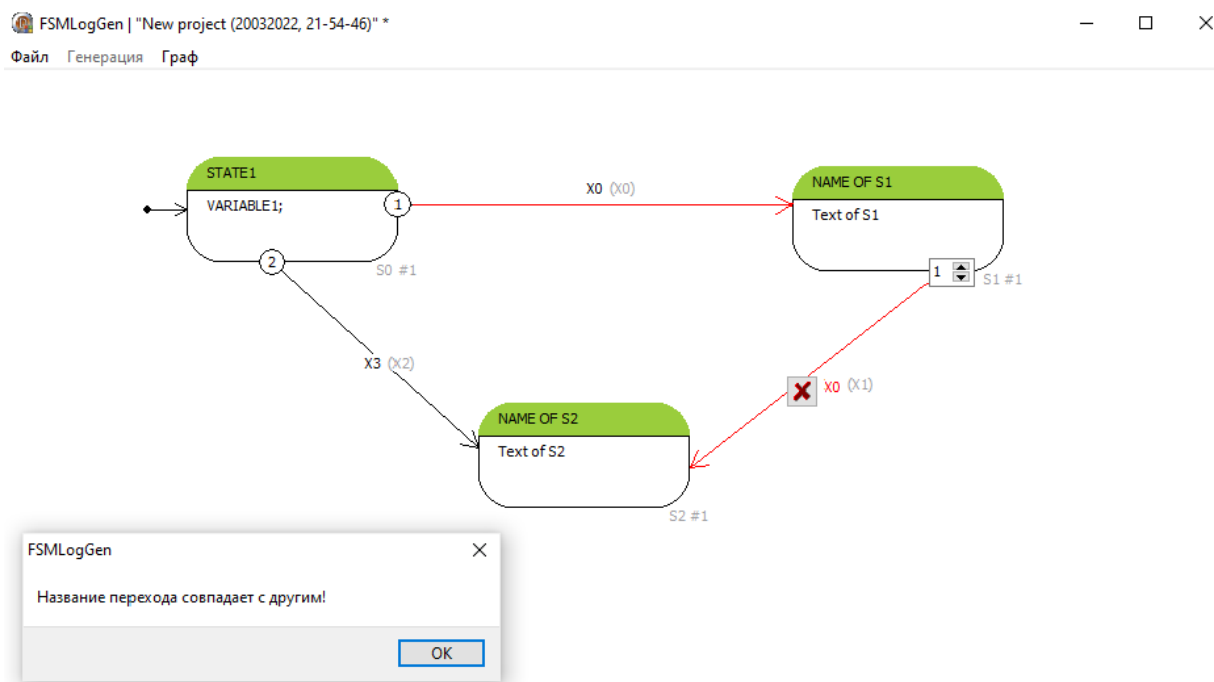 FSMLogGen | "New project (20032022, 21-54-46)" *
Файл Генерация Граф
STATE1
VARIABLE1;
1
2
S0 #1
X0 (X0)
NAME OF S1
Text of S1
1
S1 #1
X3 (X2)
X0 (X1)
NAME OF S2
Text of S2
S2 #1
FSMLogGen
Название перехода совпадает с другим!
OK